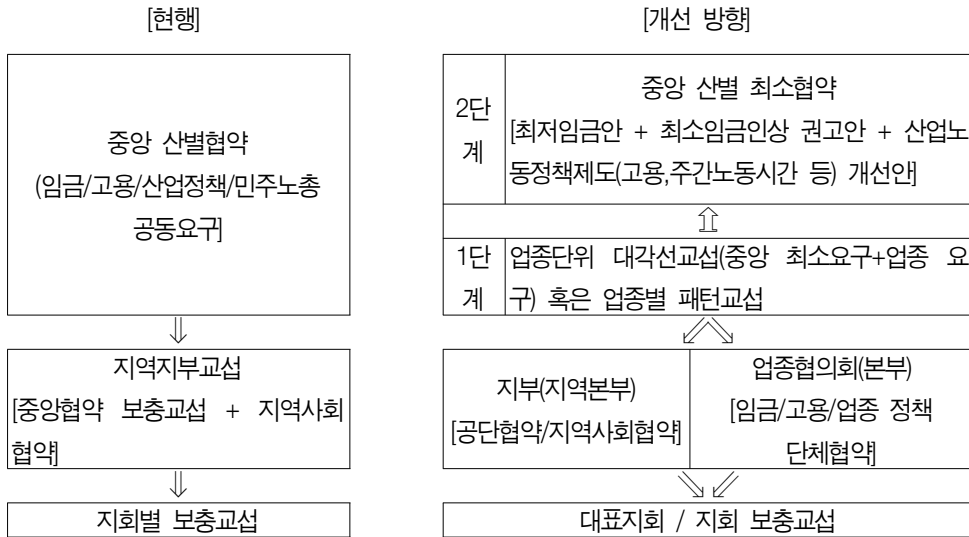 [현행]
중앙 산별협약
(임금/고용/산업정책/민주노총
공동요구]
⇓
지역지부교섭
[중앙협약 보충교섭 + 지역사회
협약]
⇓
지회별 보충교섭
[개선 방향]
2단
계
중앙 산별 최소협약
[최저임금안 + 최소임금인상 권고안 + 산업노
동정책제도(고용,주간노동시간 등) 개선안]
⇧
1단
계
업종단위 대각선교섭(중앙 최소요구+업종 요
구) 혹은 업종별 패턴교섭
지부(지역본부)
[공단협약/지역사회협약]
업종협의회(본부)
[임금/고용/업종 정책
단체협약]
대표지회 / 지회 보충교섭